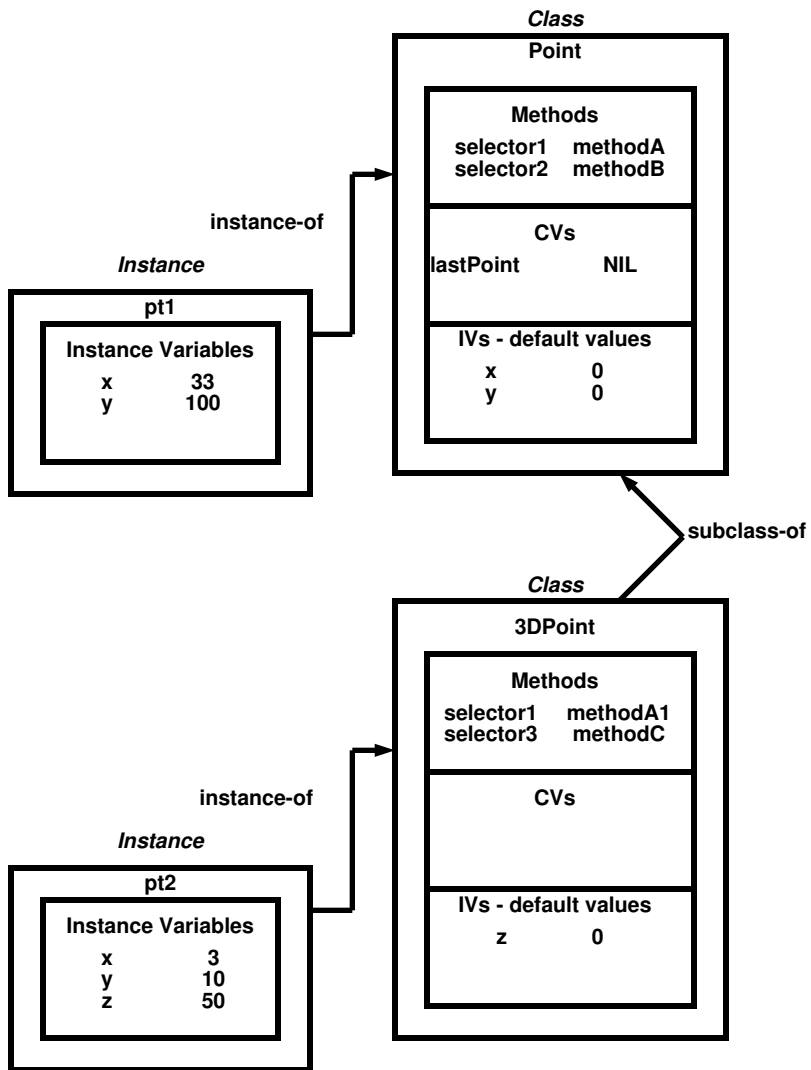 Class
Point
Methods
selector1 methodA
selector2 methodB
CVs
lastPoint NIL
IVs - default values
x 0
y 0
instance-of
Instance
pt1
Instance Variables
x 33
y 100
subclass-of
Class
3DPoint
Methods
selector1 methodA1
selector3 methodC
CVs
IVs - default values
z 0
instance-of
Instance
pt2
Instance Variables
x 3
y 10
z 50